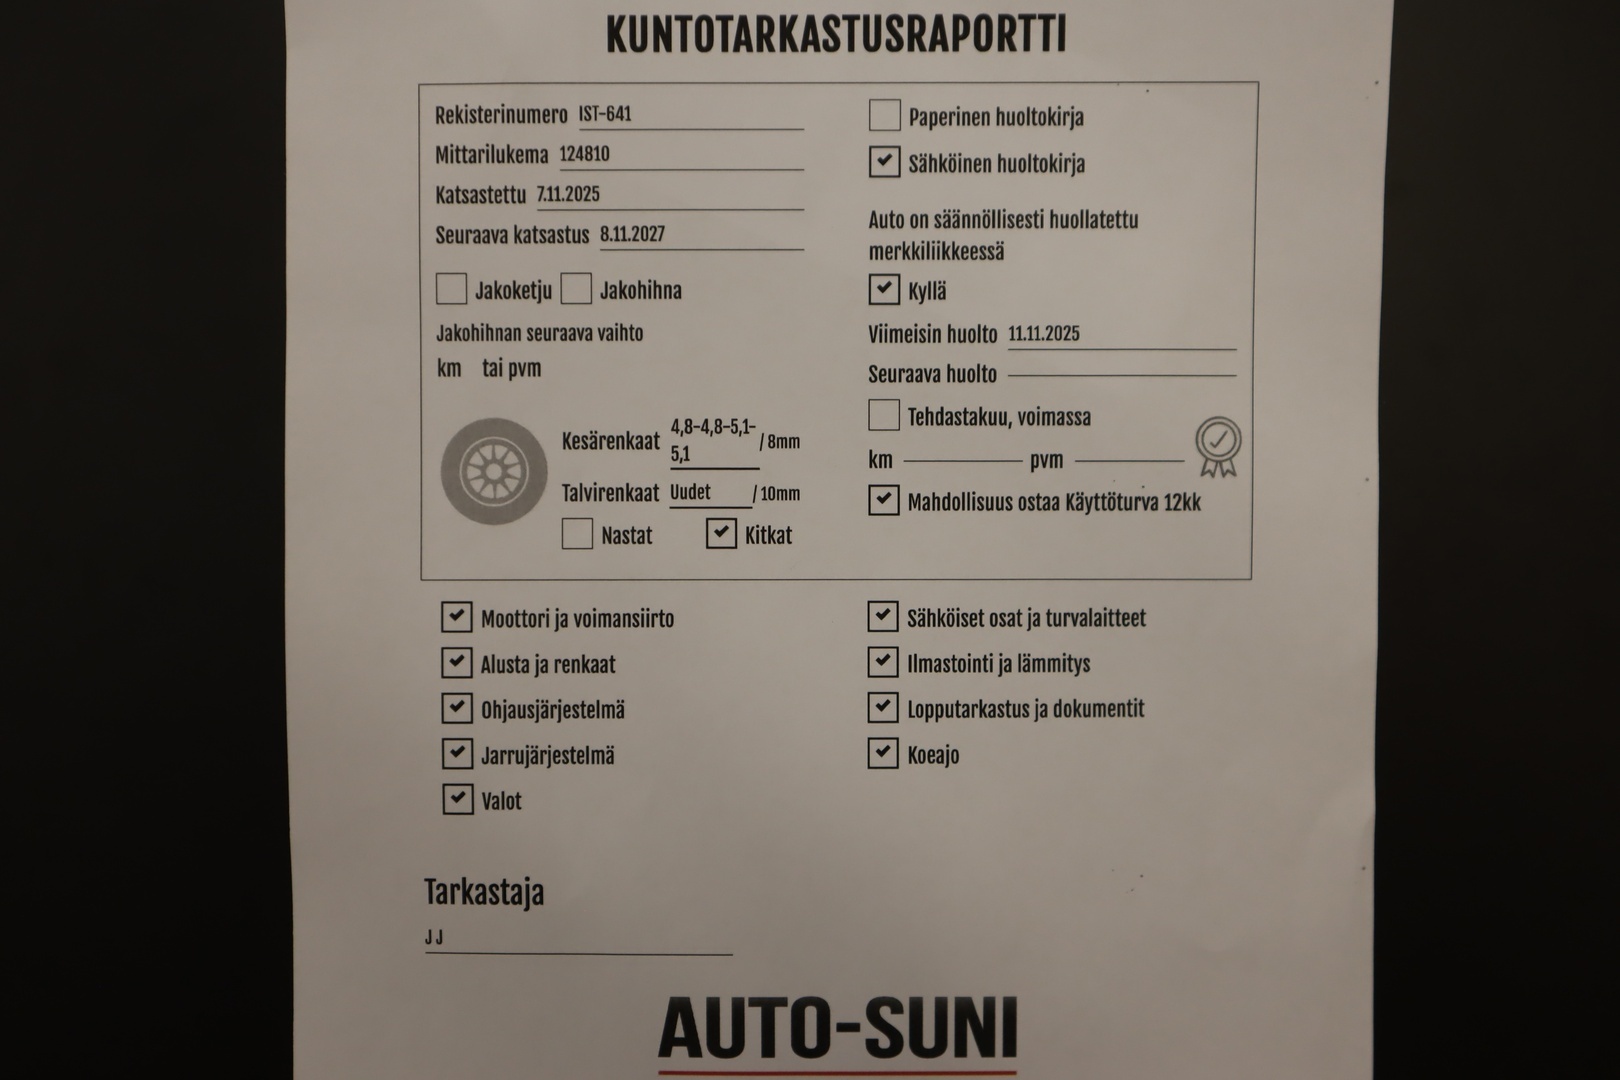 KUNTOTARKASTUSRAPORTTI
Rekisterinumero IST-641
Mittarilukema 124810
Katsastettu 7.11.2025
Seuraava katsastus 8.11.2027
Jakoketju Jakohihna
Jakohihnan seuraava vaihto
km tai pvm
Kesärenkaat 4,8-4,8-5,1-
5,1 / 8mm
Talvirenkaat Uudet / 10mm
Nastat Kitkat
Paperinen huoltokirja
Sähköinen huoltokirja
Auto on säännöllisesti huollatettu
merkkiliikkeessä
Kyllä
Viimeisin huolto 11.11.2025
Seuraava huolto
Tehdastakuu, voimassa
km pvm
Mahdollisuus ostaa Käyttöturva 12kk
Moottori ja voimansiirto
Alusta ja renkaat
Ohjausjärjestelmä
Jarrujärjestelmä
Valot
Sähköiset osat ja turvalaitteet
Ilmastointi ja lämmitys
Lopputarkastus ja dokumentit
Koeajo
Tarkastaja
J J
AUTO-SUNI